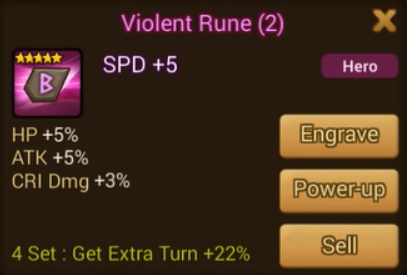 Violent Rune (2)
SPD +5
Hero
HP +5%
ATK +5%
CRI Dmg +3%
Engrave
Power-up
Sell
4 Set : Get Extra Turn +22%